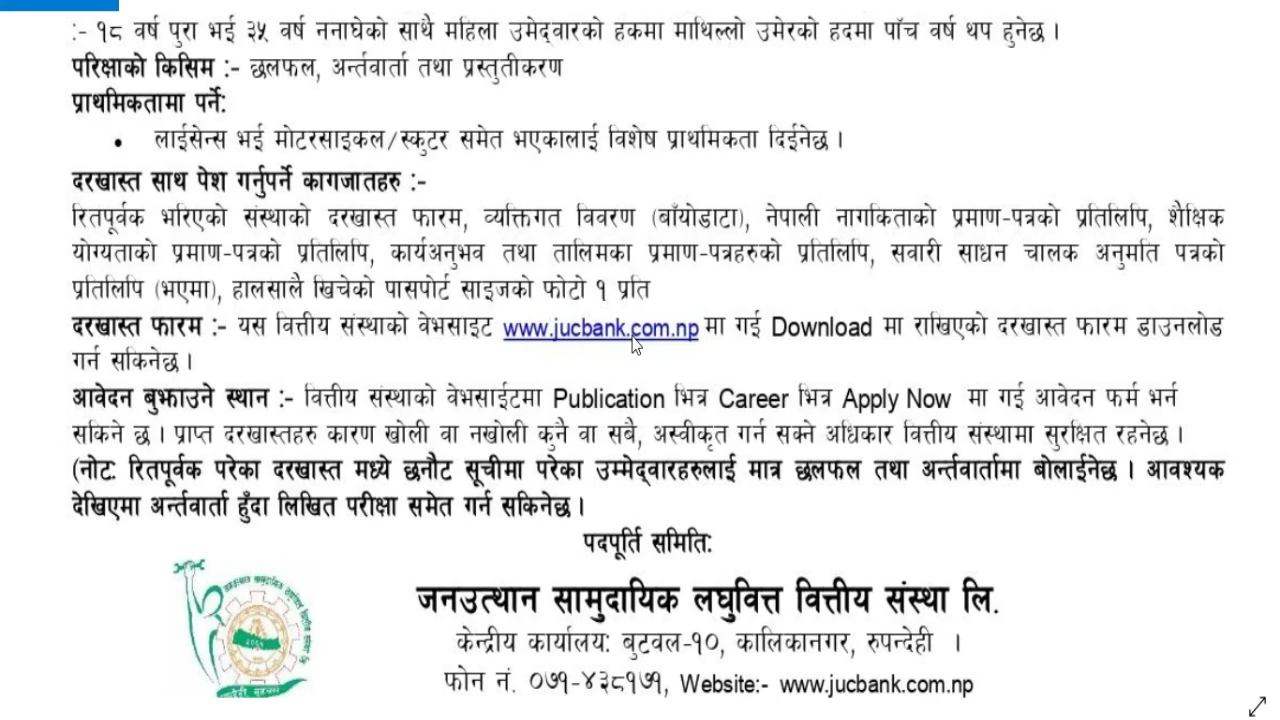 :- १८ वर्ष पुरा भई ३५ वर्ष ननाघेको साथै महिला उमेद्वारको हकमा माथिल्लो उमेरको हदमा पाँच वर्ष थप हुनेछ ।
परिक्षाको किसिम :- छलफल, अर्न्तवार्ता तथा प्रस्तुतीकरण
प्राथमिकतामा पर्ने:
• लाईसेन्स भई मोटरसाइकल/स्कुटर समेत भएकालाई विशेष प्राथमिकता दिईनेछ ।
दरखास्त साथ पेश गर्नुपर्ने कागजातहरु :-
रितपूर्वक भरिएको संस्थाको दरखास्त फारम, व्यक्तिगत विवरण (बाँयोडाटा), नेपाली नागकिताको प्रमाण-पत्रको प्रतिलिपि, शैक्षिक
योग्यताको प्रमाण-पत्रको प्रतिलिपि, कार्यअनुभव तथा तालिमका प्रमाण-पत्रहरुको प्रतिलिपि, सवारी साधन चालक अनुमति पत्रको
प्रतिलिपि (भएमा), हालसालै खिचेको पासपोर्ट साइजको फोटो १ प्रति
दरखास्त फारम :- यस वित्तीय संस्थाको वेभसाइट www.jucbank.com.np मा गई Download मा राखिएको दरखास्त फारम डाउनलोड
गर्न सकिनेछ ।
आवेदन बुझाउने स्थान :- वित्तीय संस्थाको वेभसाईटमा Publication भित्र Career भित्र Apply Now मा गई आवेदन फर्म भर्न
सकिने छ । प्राप्त दरखास्तहरु कारण खोली वा नखोली कुनै वा सबै, अस्वीकृत गर्न सक्ने अधिकार वित्तीय संस्थामा सुरक्षित रहनेछ ।
(नोट: रितपूर्वक परेका दरखास्त मध्ये छनौट सूचीमा परेका उम्मेद्वारहरुलाई मात्र छलफल तथा अर्न्तवार्तामा बोलाईनेछ । आवश्यक
देखिएमा अर्न्तवार्ता हुँदा लिखित परीक्षा समेत गर्न सकिनेछ ।
पदपूर्ति समिति:
जनउत्थान सामुदायिक लघुवित्त वित्तीय संस्था लि.
केन्द्रीय कार्यालय: बुटवल-१०, कालिकानगर, रुपन्देही ।
फोन नं. ०७१-४३८१७१, Website:- www.jucbank.com.np